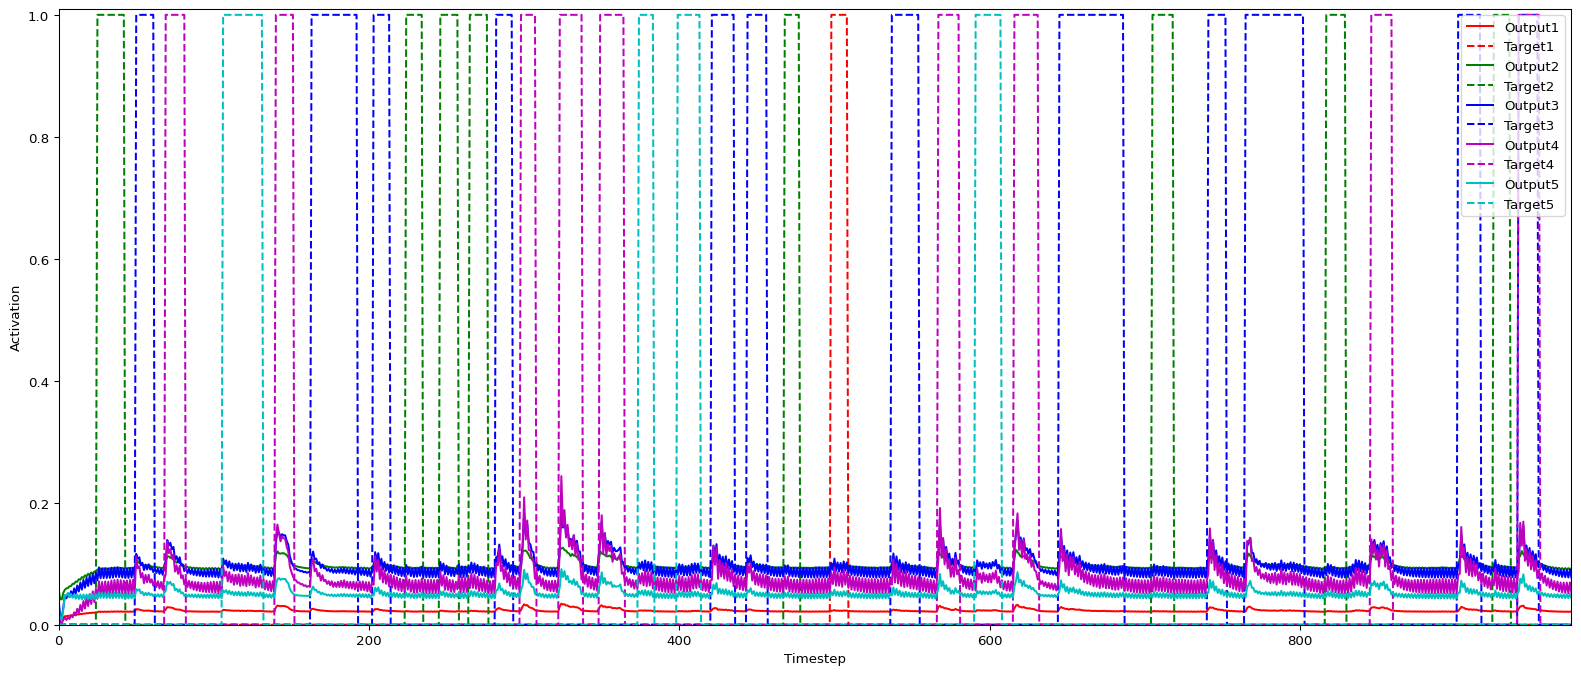 1.0
0.8
0.6
0.4
0.2
0.0
Activation
0
200
400
600
800
Timestep
Output1
Target1
Output2
Target2
Output3
Target3
Output4
Target4
Output5
Target5